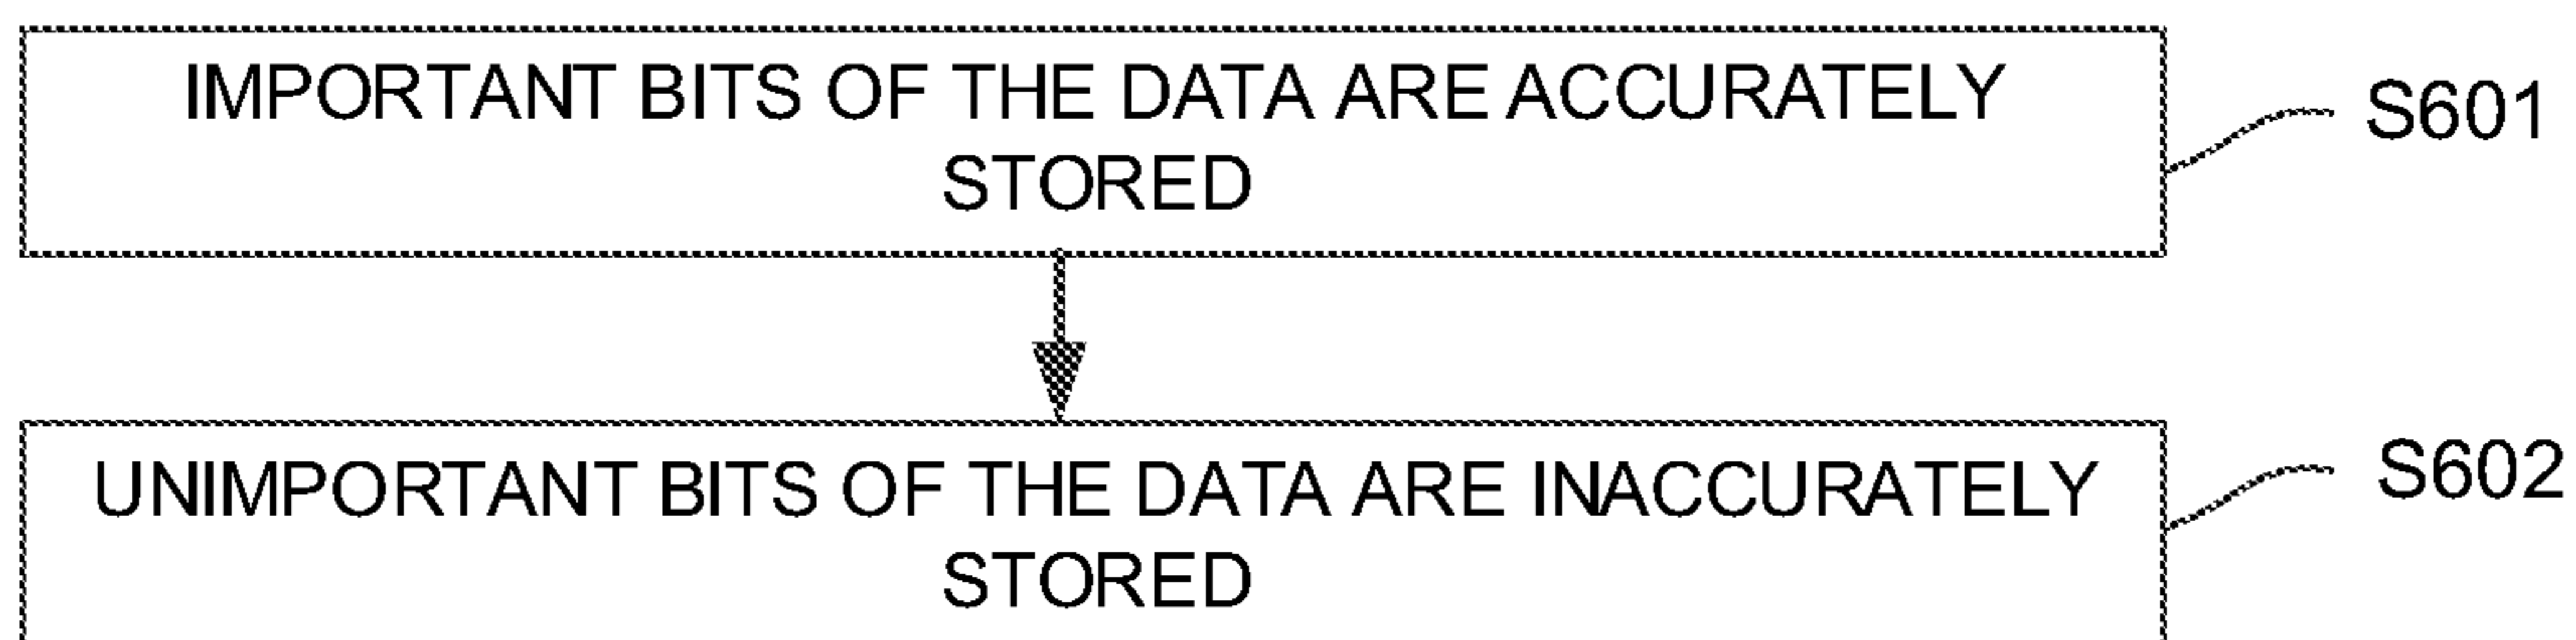 IMPORTANT BITS OF THE DATA ARE ACCURATELY
STORED
S601
UNIMPORTANT BITS OF THE DATA ARE INACCURATELY
STORED
S602